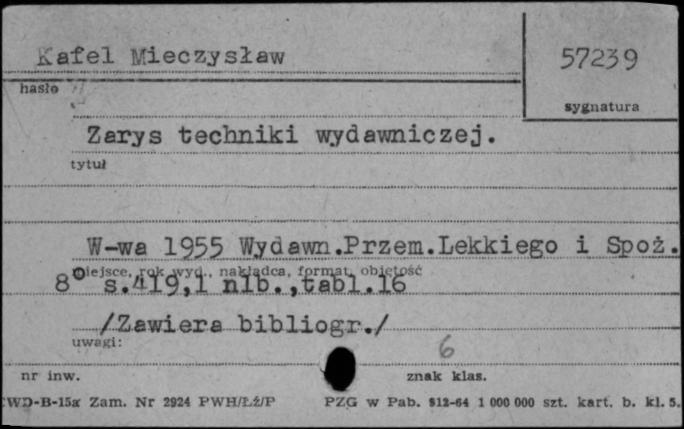 Kafel Mieczysław
57239
hasło
sygnatura
Zarys techniki wydawniczej.
tytuł
W-wa 1955 Wydawn.Przem.Lekkiego i Spoż.
miejsce, rok wyd., nakładca, format, objętość
8° s.419,1 nlb.,tabl.16
/Zawiera bibliogr./
uwagi:
6
nr inw.
znak klas.
CWD-B-15a Zam. Nr 2924 PWH/Łź/P PZG w Pab. 812-64 1 000 000 szt. kart. b. kl. 5.